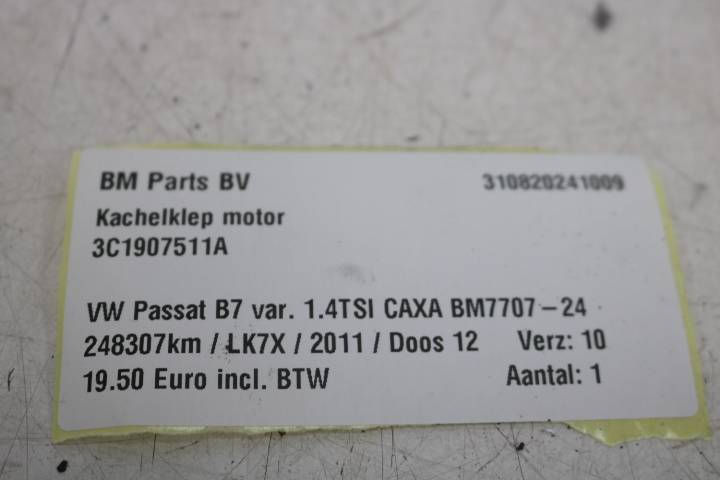 BM Parts BV 310820241009
Kachelklep motor
3C1907511A
VW Passat B7 var. 1.4TSI CAXA BM7707-24
248307km / LK7X / 2011 / Doos 12 Verz: 10
19.50 Euro incl. BTW Aantal: 1